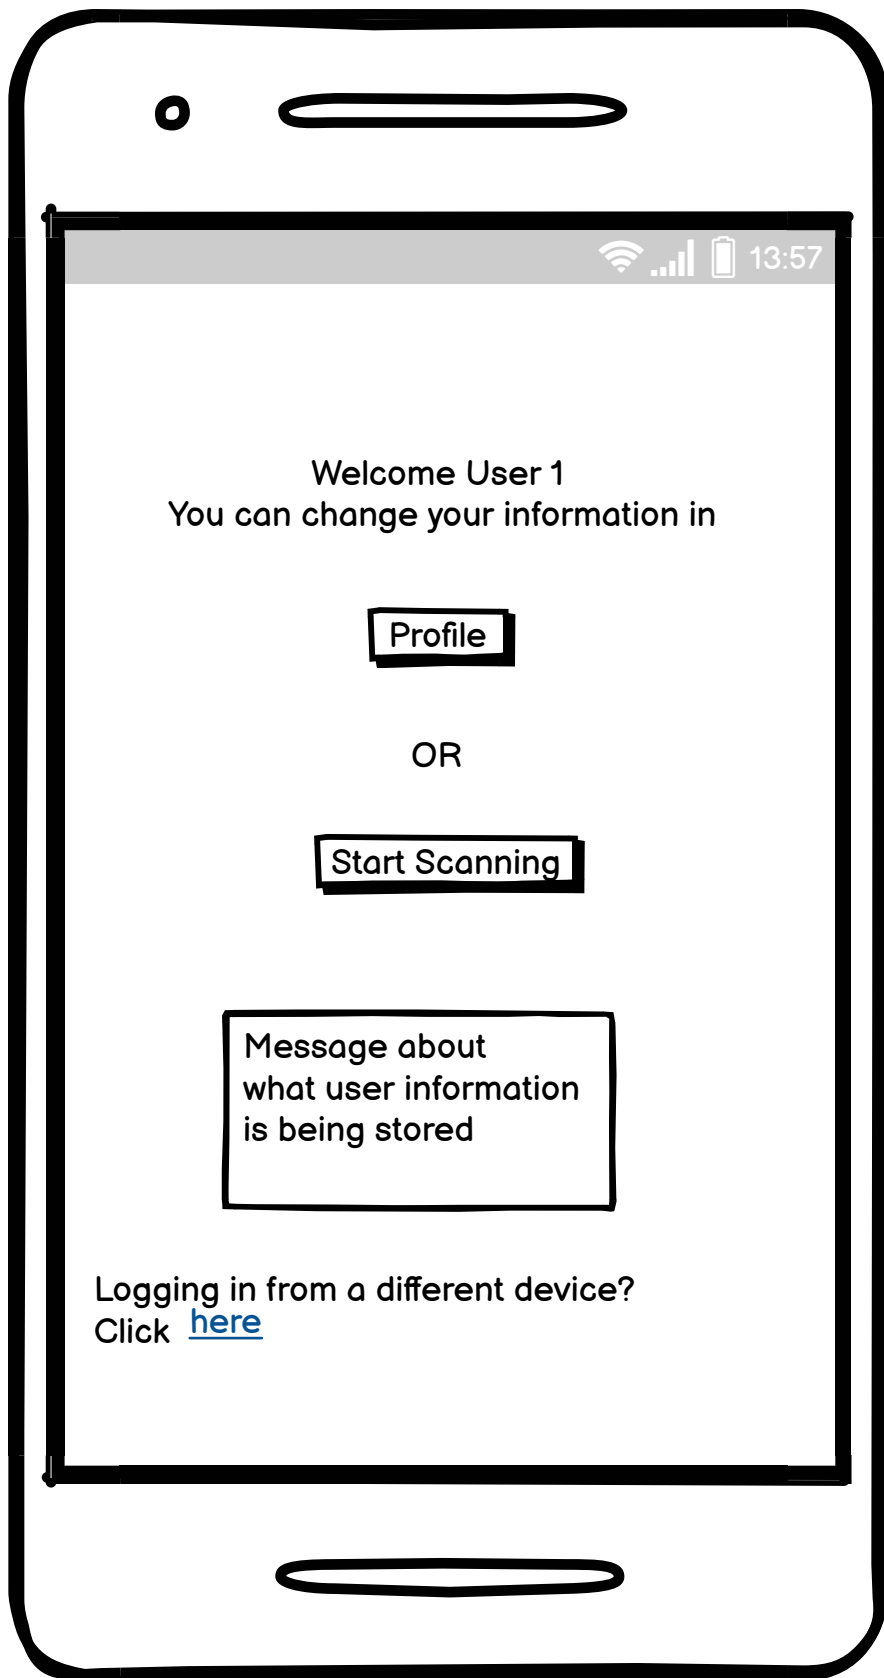 13:57
Welcome User 1
You can change your information in
Profile
OR
Start Scanning
Message about
what user information
is being stored
Logging in from a different device?
Click here